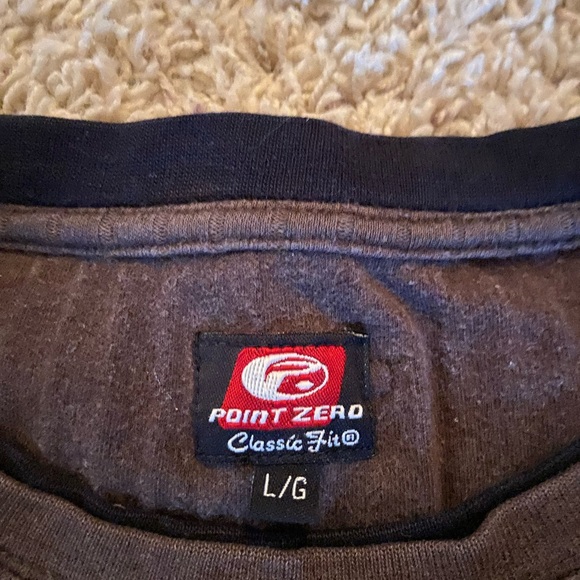 POINT ZERO
Classic Fit®
L/G